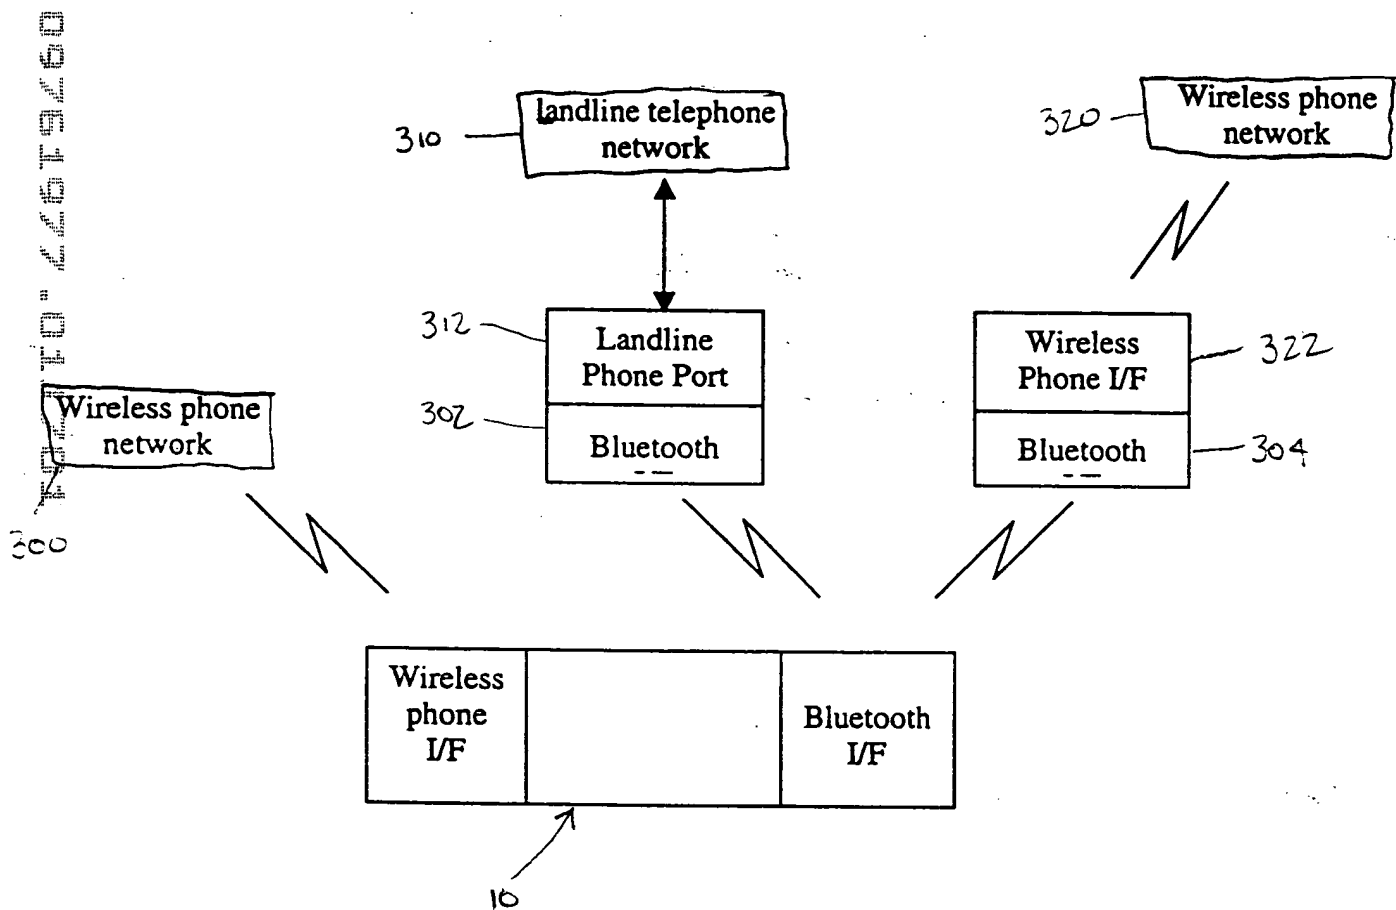 landline telephone
network
310
Wireless phone
network
320
312
Landline
Phone Port
302
Bluetooth
Wireless
Phone I/F
322
Bluetooth
304
Wireless phone
network
300
Wireless
phone
I/F
Bluetooth
I/F
10